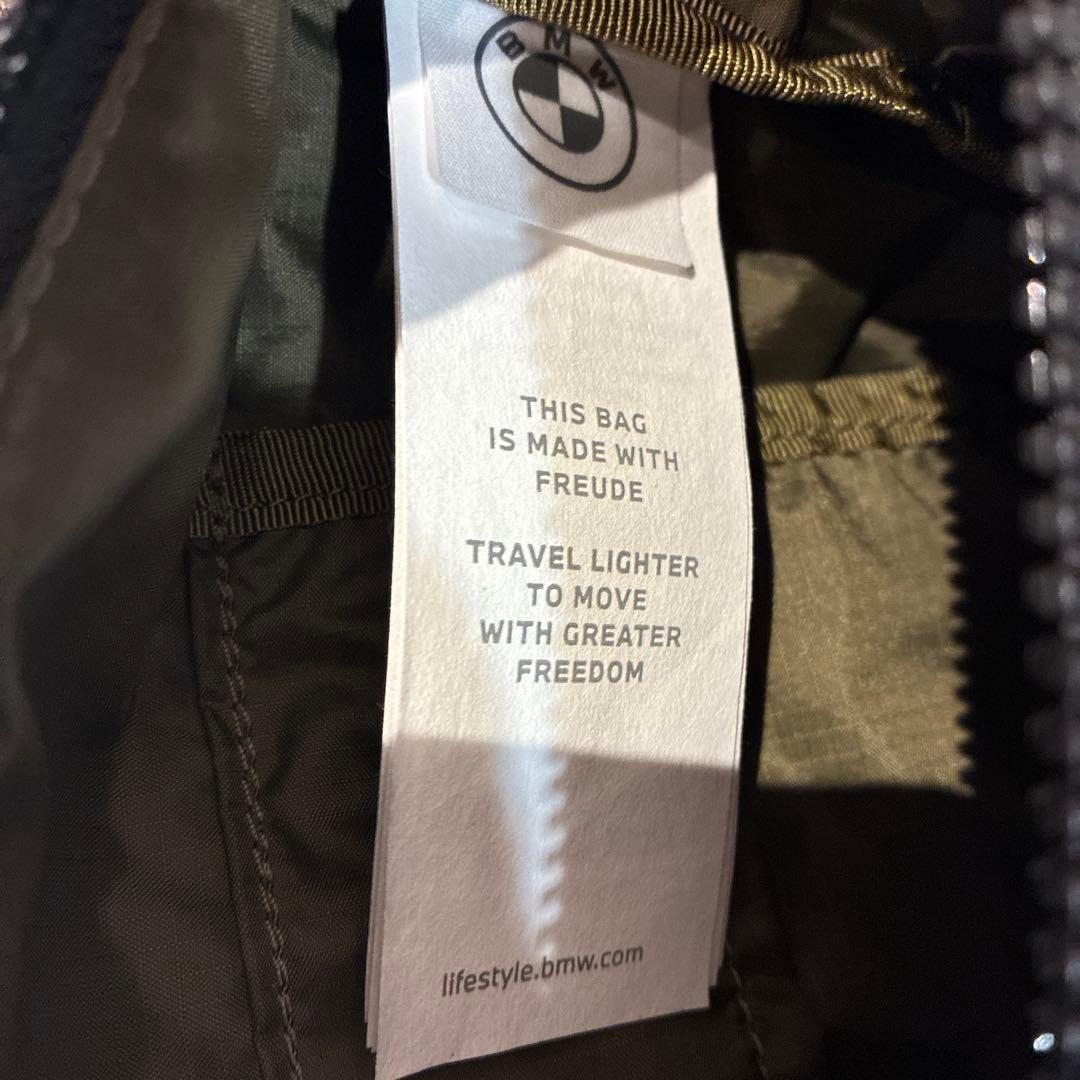 BMW
THIS BAG
IS MADE WITH
FREUDE
TRAVEL LIGHTER
TO MOVE
WITH GREATER
FREEDOM
lifestyle.bmw.com